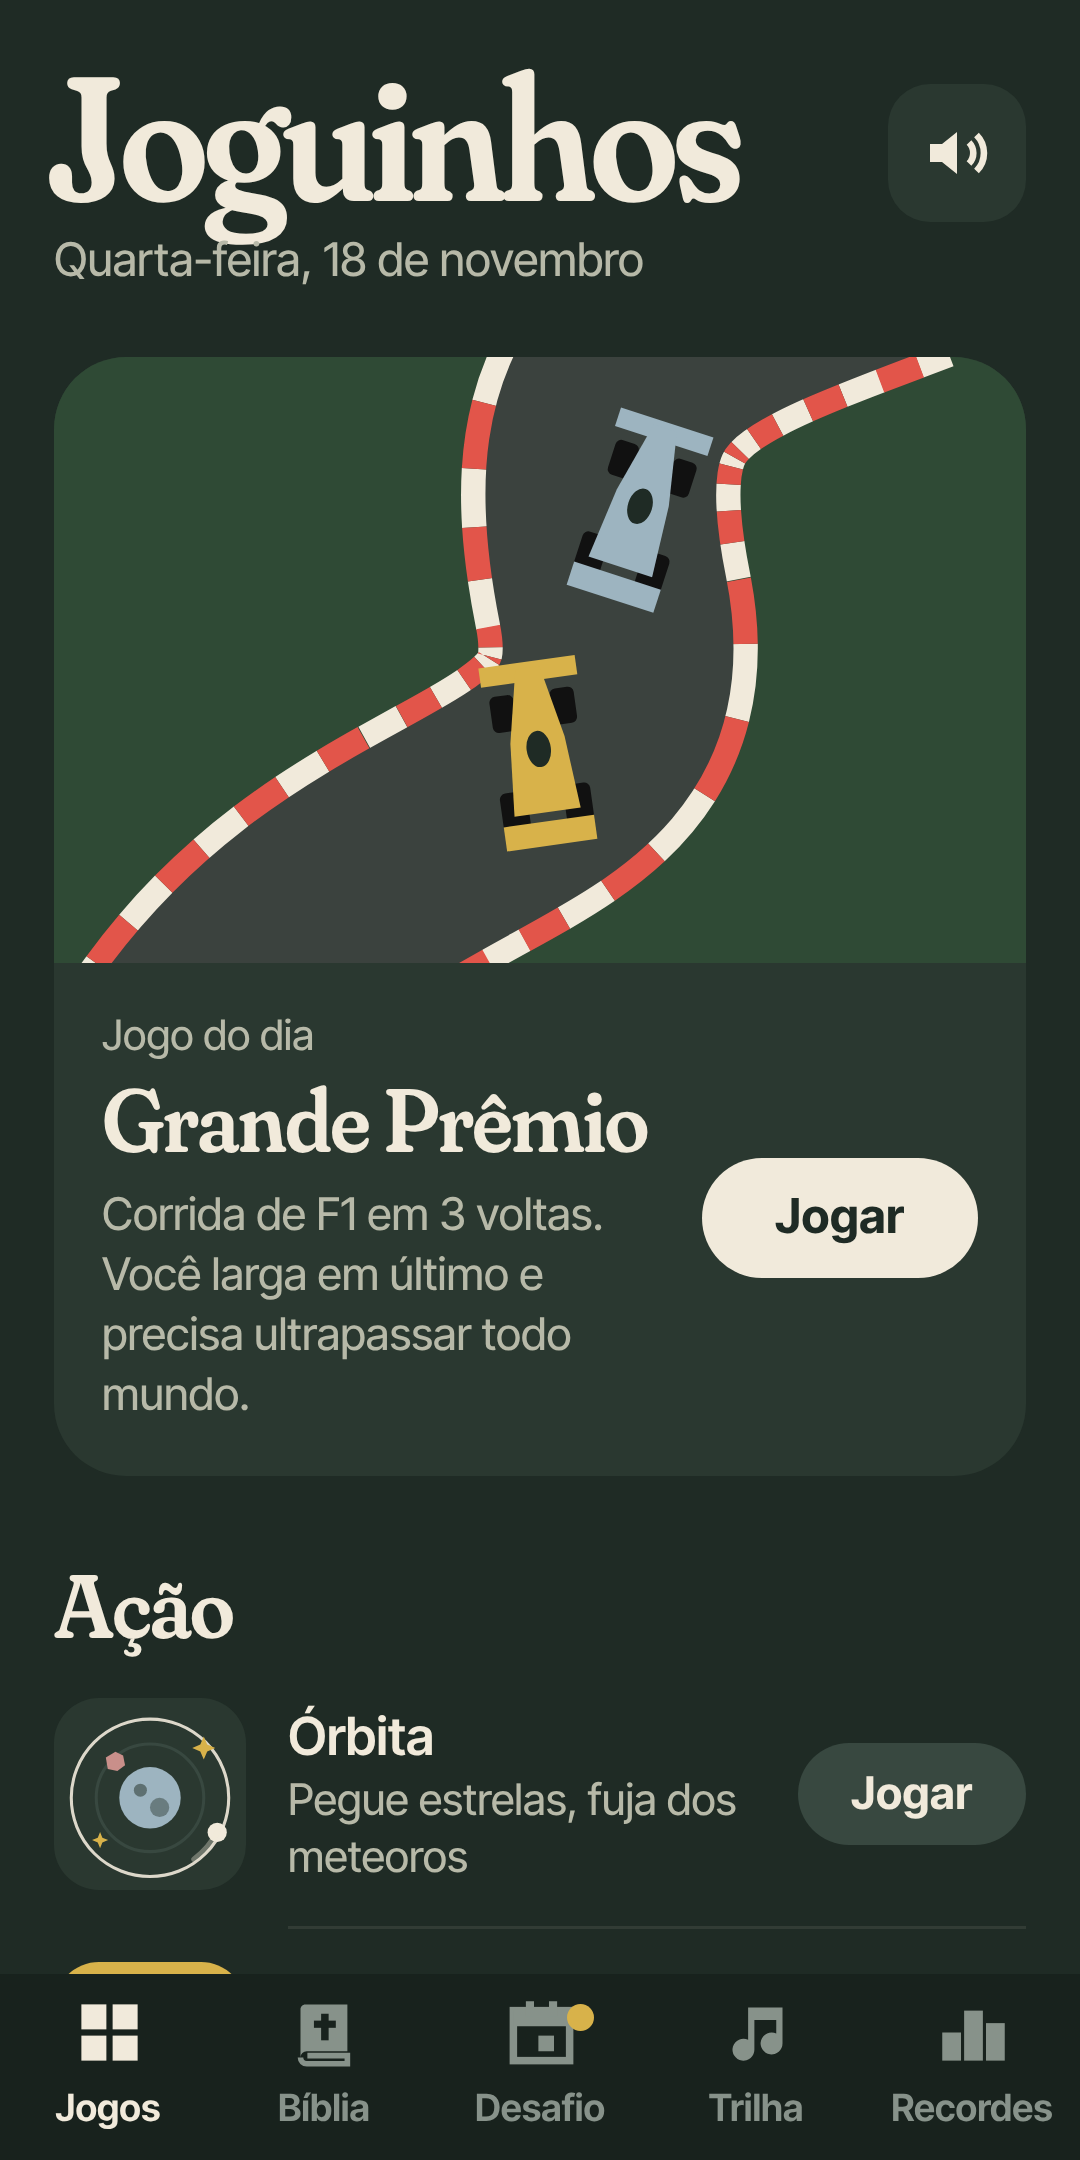 Joguinhos
Quarta-feira, 18 de novembro
Jogo do dia
Grande Prêmio
Corrida de F1 em 3 voltas.
Você larga em último e
precisa ultrapassar todo
mundo.
Jogar
Ação
Órbita
Pegue estrelas, fuja dos
meteoros
Jogar
Jogos
Bíblia
Desafio
Trilha
Recordes